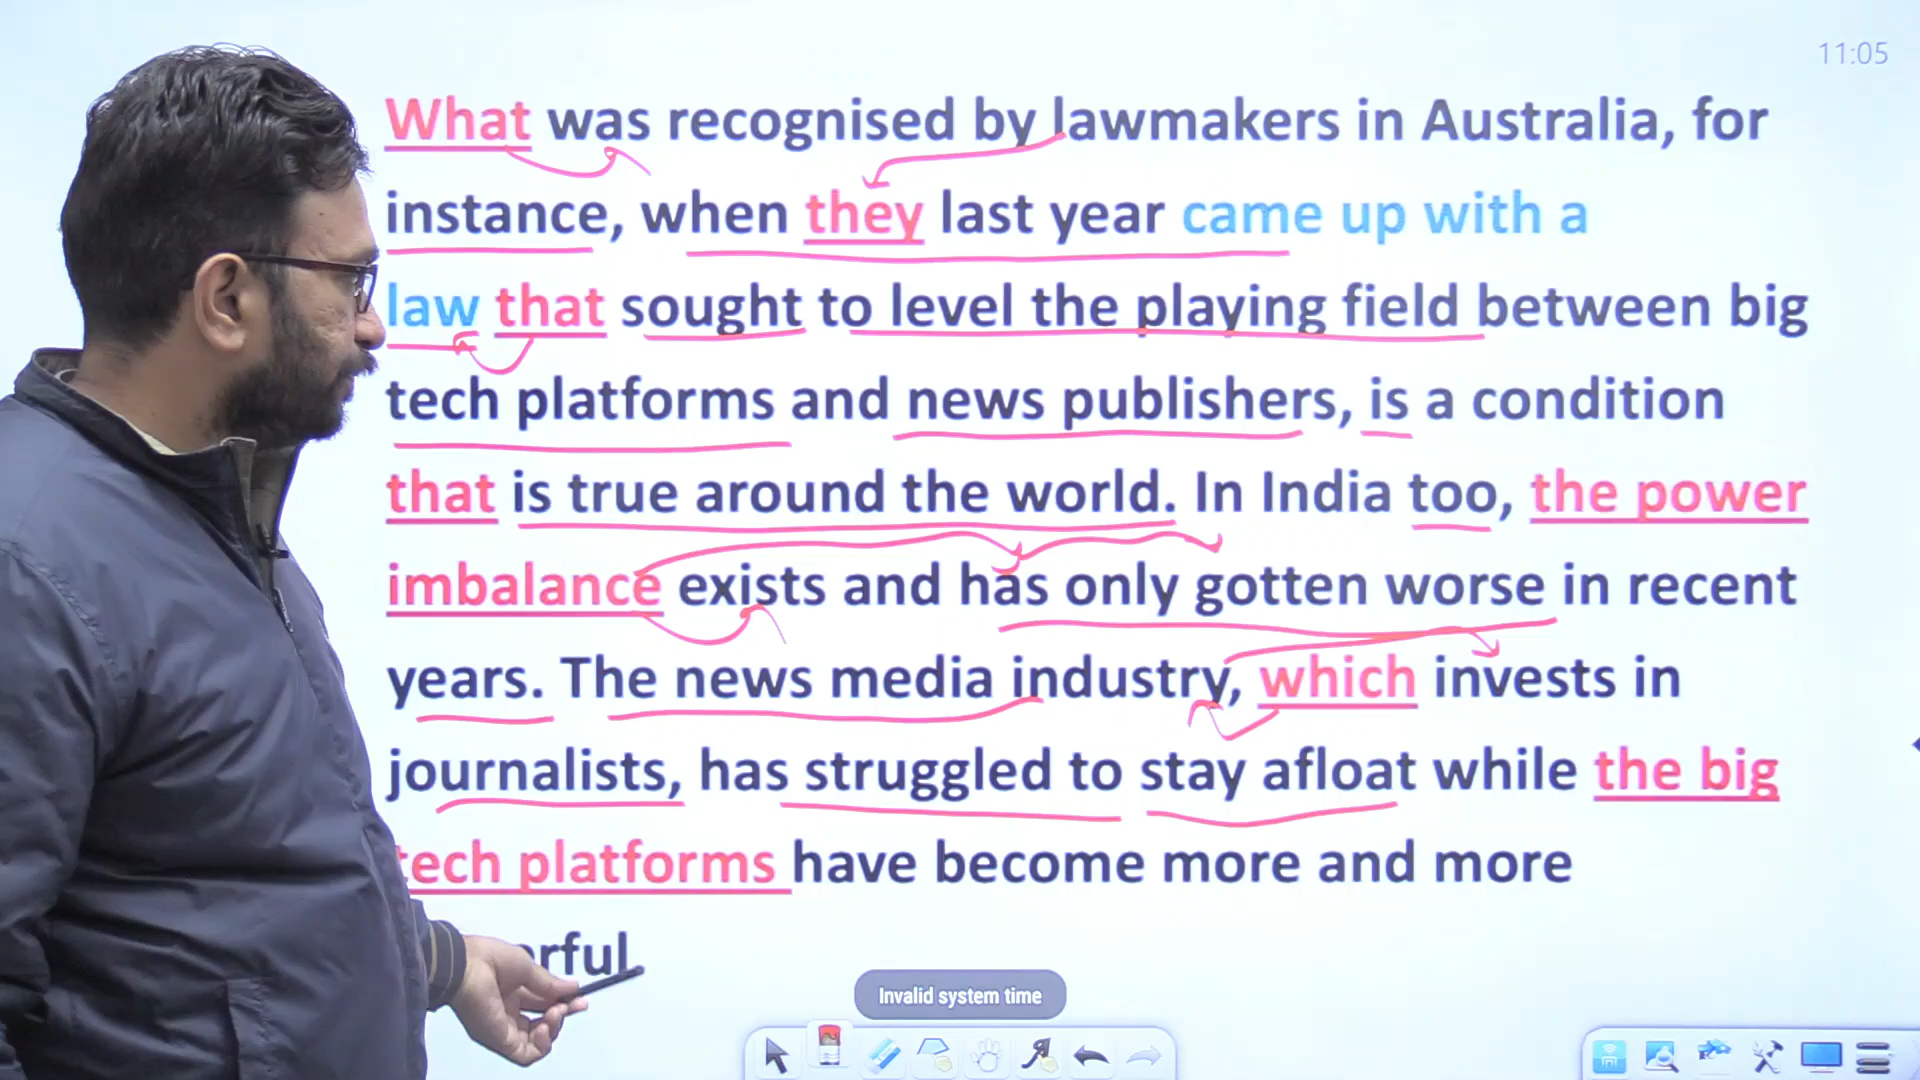 11:05
What was recognised by lawmakers in Australia, for
instance, when they last year came up with a
law that sought to level the playing field between big
tech platforms and news publishers, is a condition
that is true around the world. In India too, the power
imbalance exists and has only gotten worse in recent
years. The news media industry, which invests in
journalists, has struggled to stay afloat while the big
tech platforms have become more and more
Invalid system time